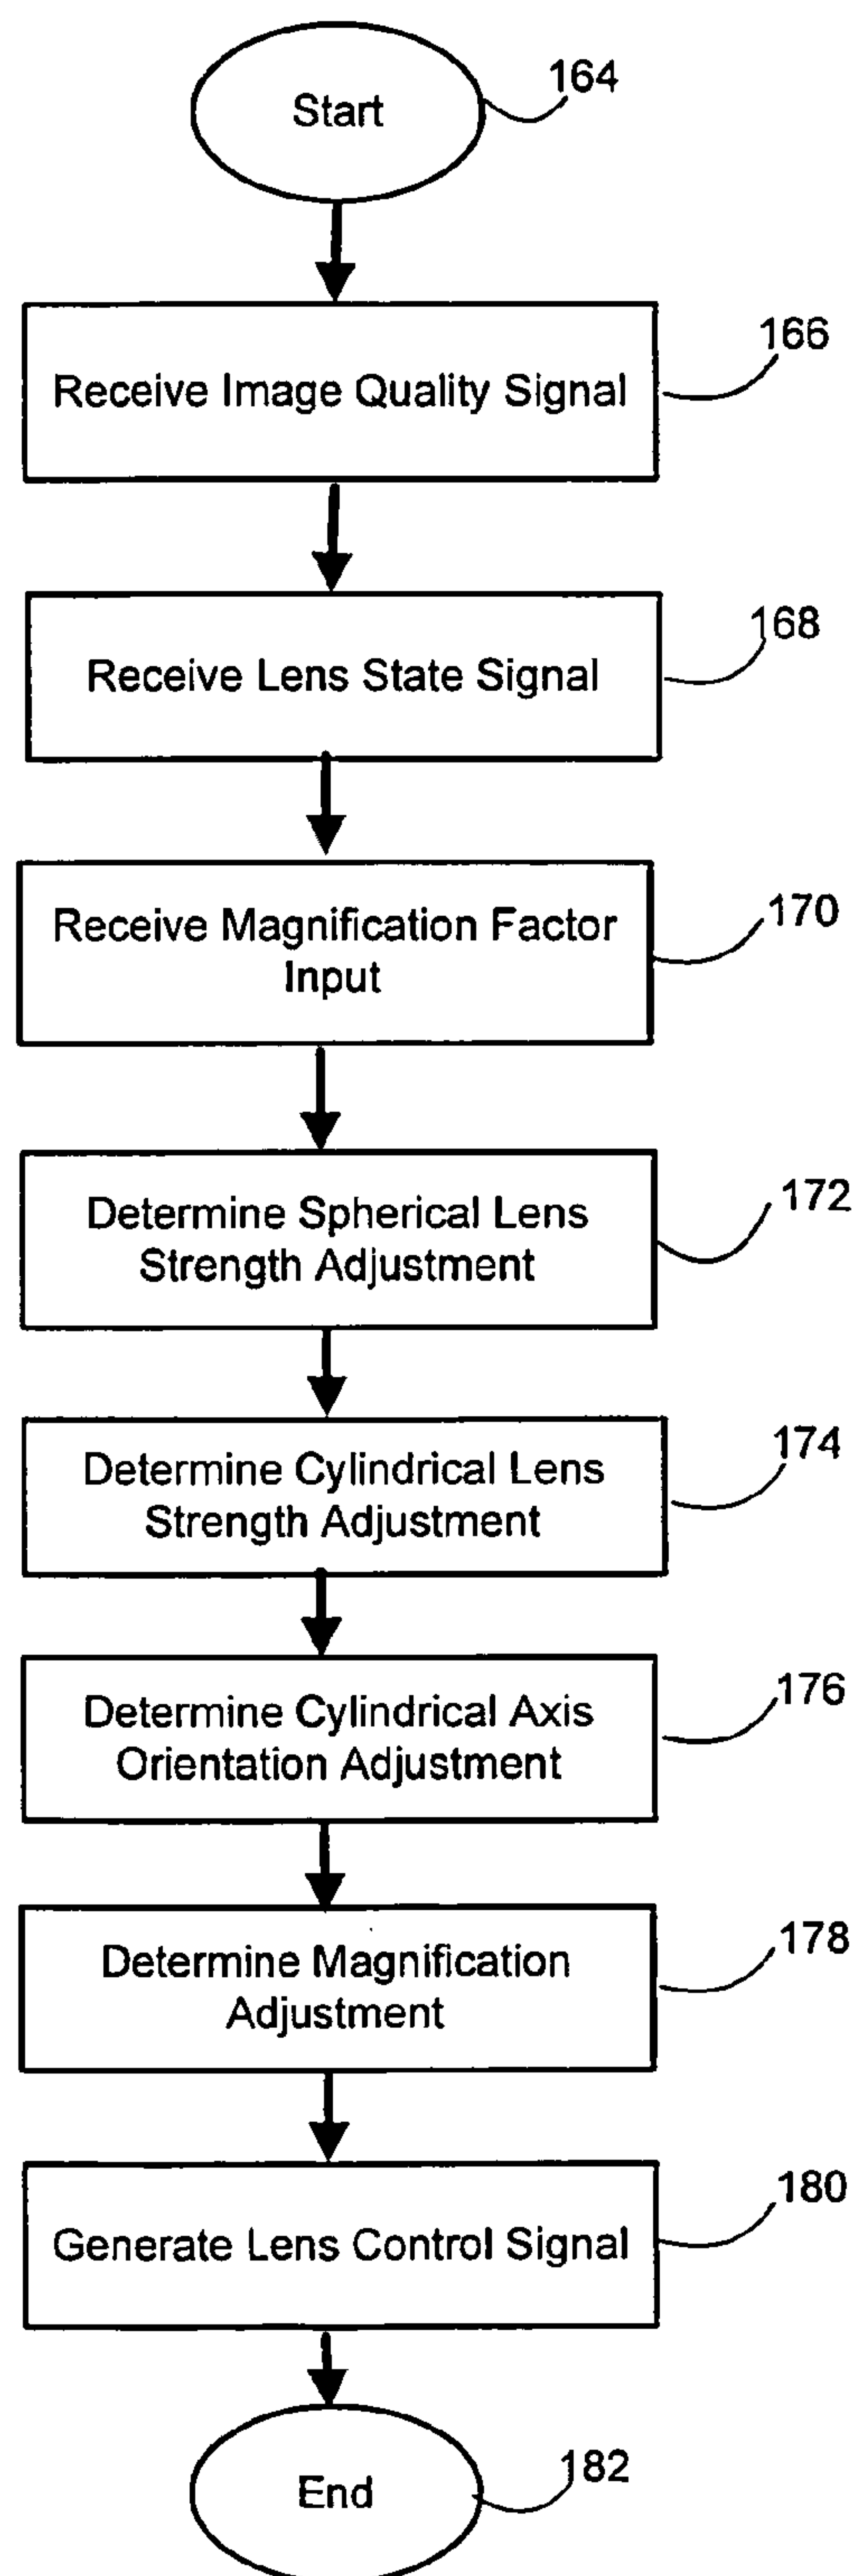 Start
164
Receive Image Quality Signal
166
Receive Lens State Signal
168
Receive Magnification Factor
Input
170
Determine Spherical Lens
Strength Adjustment
172
Determine Cylindrical Lens
Strength Adjustment
174
Determine Cylindrical Axis
Orientation Adjustment
176
Determine Magnification
Adjustment
178
Generate Lens Control Signal
180
End
182